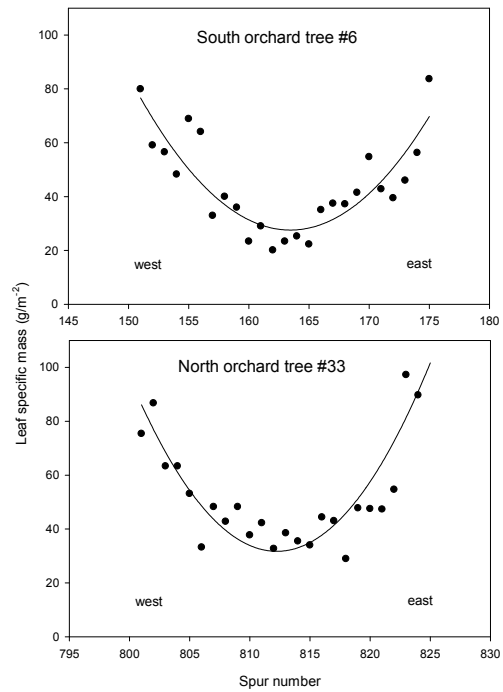 South orchard tree #6
100
80
60
40
20
0
west
east
145 150 155 160 165 170 175 180
Leaf specific mass (g/m⁻²)
North orchard tree #33
100
80
60
40
20
0
west
east
795 800 805 810 815 820 825 830
Spur number